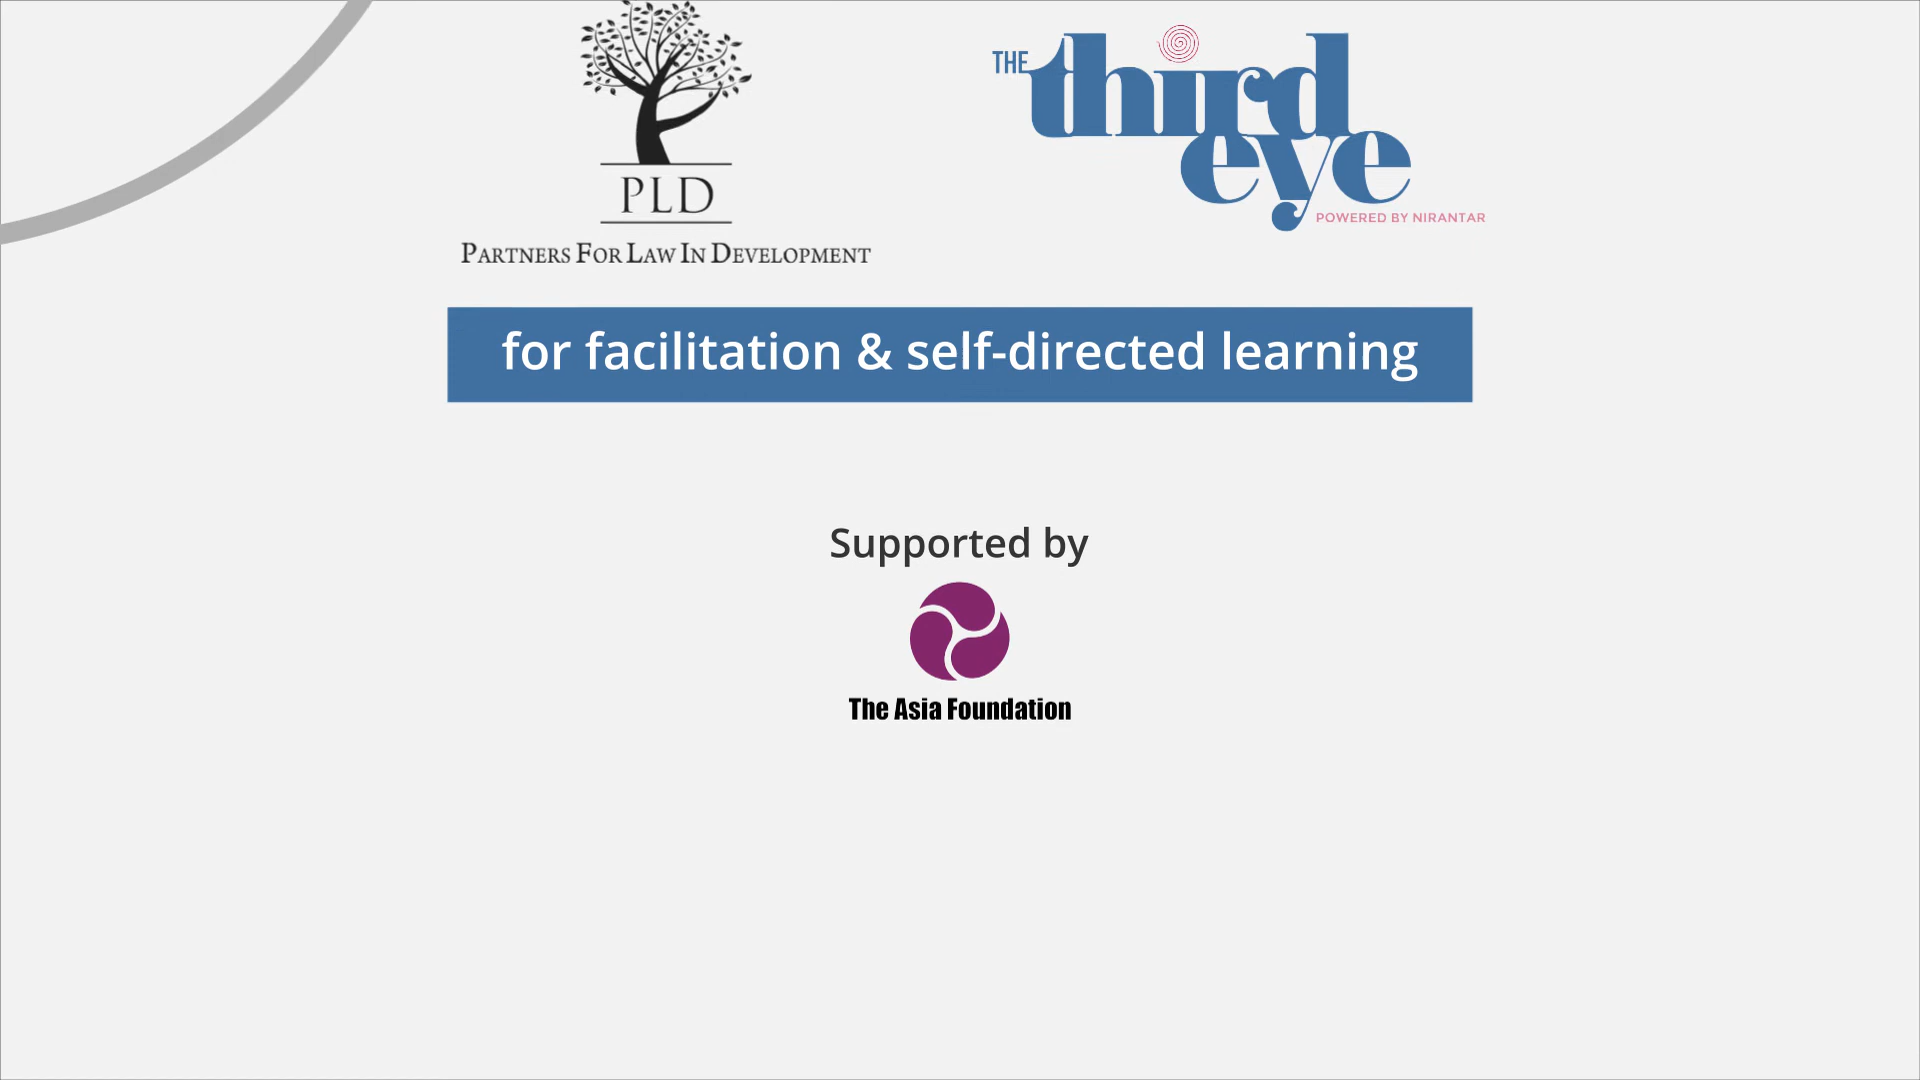 PLD
PARTNERS FOR LAW IN DEVELOPMENT
THE
third
eye
POWERED BY NIRANTAR
for facilitation & self-directed learning
Supported by
The Asia Foundation